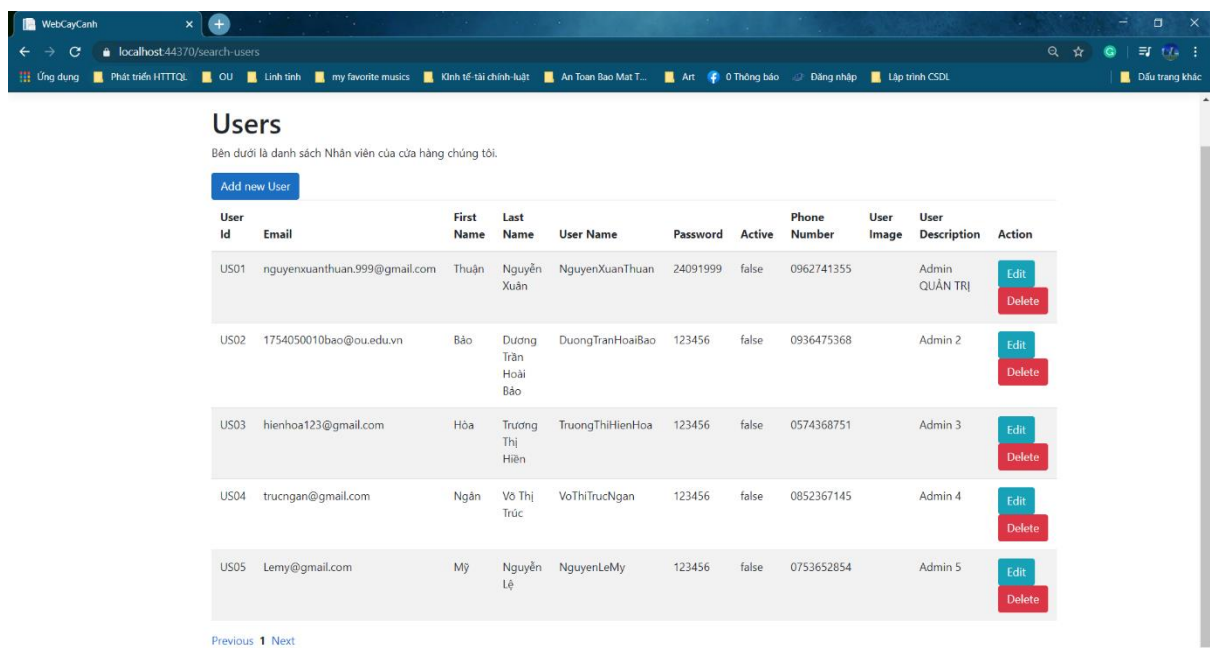 WebCayCanh
localhost:44370/search-users
Ứng dụng Phát triển HTTTQL OU Linh tinh my favorite musics KInh tế-tài chính-luật An Toan Bao Mat T... Art 0 Thông báo Đăng nhập Lập trình CSDL Dấu trang khác
Users
Bên dưới là danh sách Nhân viên của cửa hàng chúng tôi.
Add new User
User Id Email First Name Last Name User Name Password Active Phone Number User Image User Description Action
US01 nguyenxuanthuan.999@gmail.com Thuận Nguyễn Xuân NguyenXuanThuan 24091999 false 0962741355 Admin QUẢN TRỊ Edit
Delete
US02 1754050010bao@ou.edu.vn Bảo Dương Trần Hoài Bảo DuongTranHoaiBao 123456 false 0936475368 Admin 2 Edit
Delete
US03 hienhoa123@gmail.com Hòa Trương Thị Hiền TruongThiHienHoa 123456 false 0574368751 Admin 3 Edit
Delete
US04 trucngan@gmail.com Ngân Võ Thị Trúc VoThiTrucNgan 123456 false 0852367145 Admin 4 Edit
Delete
US05 Lemy@gmail.com Mỹ Nguyễn Lệ NguyenLeMy 123456 false 0753652854 Admin 5 Edit
Delete
Previous 1 Next